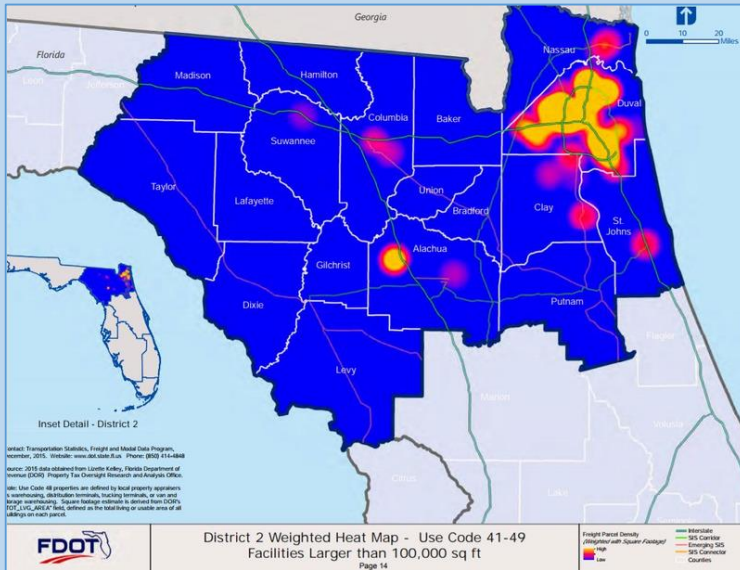 Georgia
Florida
0 10 20
Miles
Nassau
Hamilton
Madison
Duval
Columbia
Baker
Suwannee
Taylor
Lafayette
Union
Bradford
Clay
St.
Johns
Alachua
Gilchrist
Putnam
Dixie
Levy
Flagler
Marion
Volusia
Citrus
Lake
Inset Detail - District 2
ontact: Transportation Statistics, Freight and Modal Data Program,
ecember, 2015. Website: www.dot.state.fl.us Phone: (850) 414-4848
ource: 2015 data obtained from Lizette Kelley, Florida Department of
evenue (DOR) Property Tax Oversight Research and Analysis Office.
ote: Use Code 48 properties are defined by local property appraisers
s warehousing, distribution terminals, trucking terminals, or van and
torage warehousing. Square footage estimate is derived from DOR's
TOT_LVG_AREA" field, defined as the total living or usable area of all
uildings on each parcel.
FDOT
District 2 Weighted Heat Map - Use Code 41-49
Facilities Larger than 100,000 sq ft
Page 14
Freight Parcel Density
(Weighted with Square Footage)
High
Low
Interstate
SIS Corridor
Emerging SIS
SIS Connector
Counties